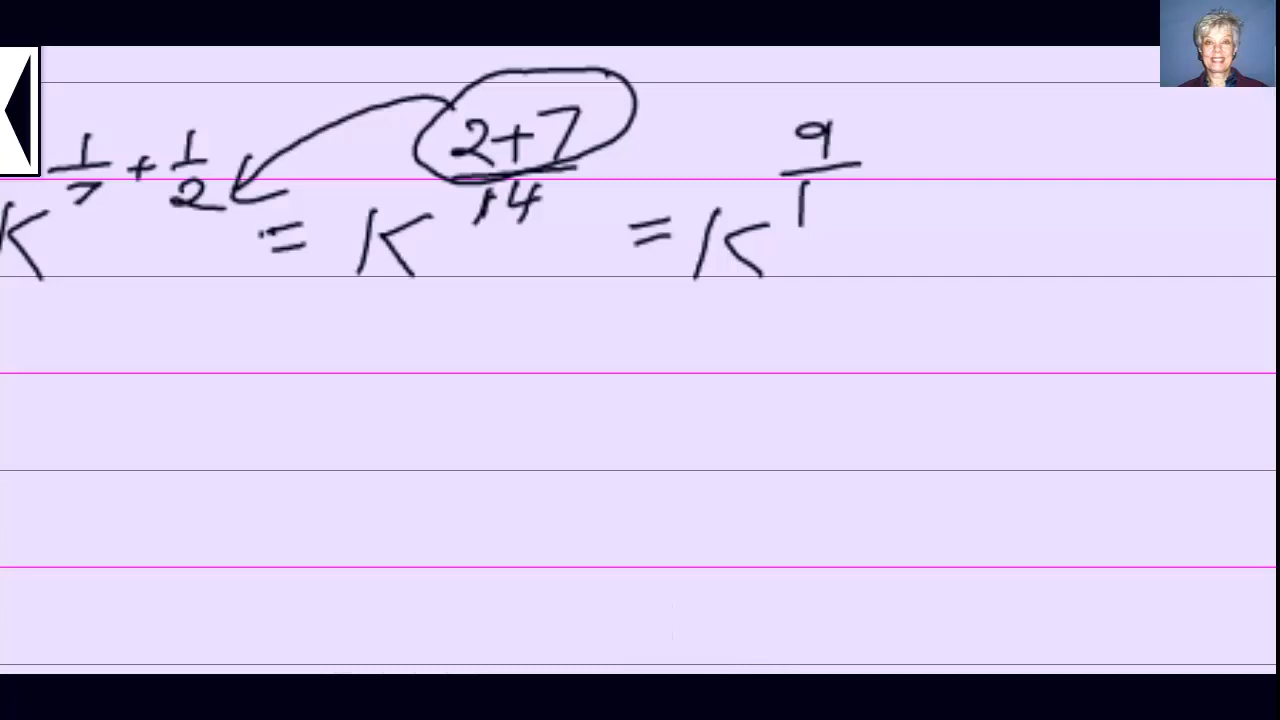 K^{1/7 + 1/2} = K^{(2+7)/14} = K^{9/1